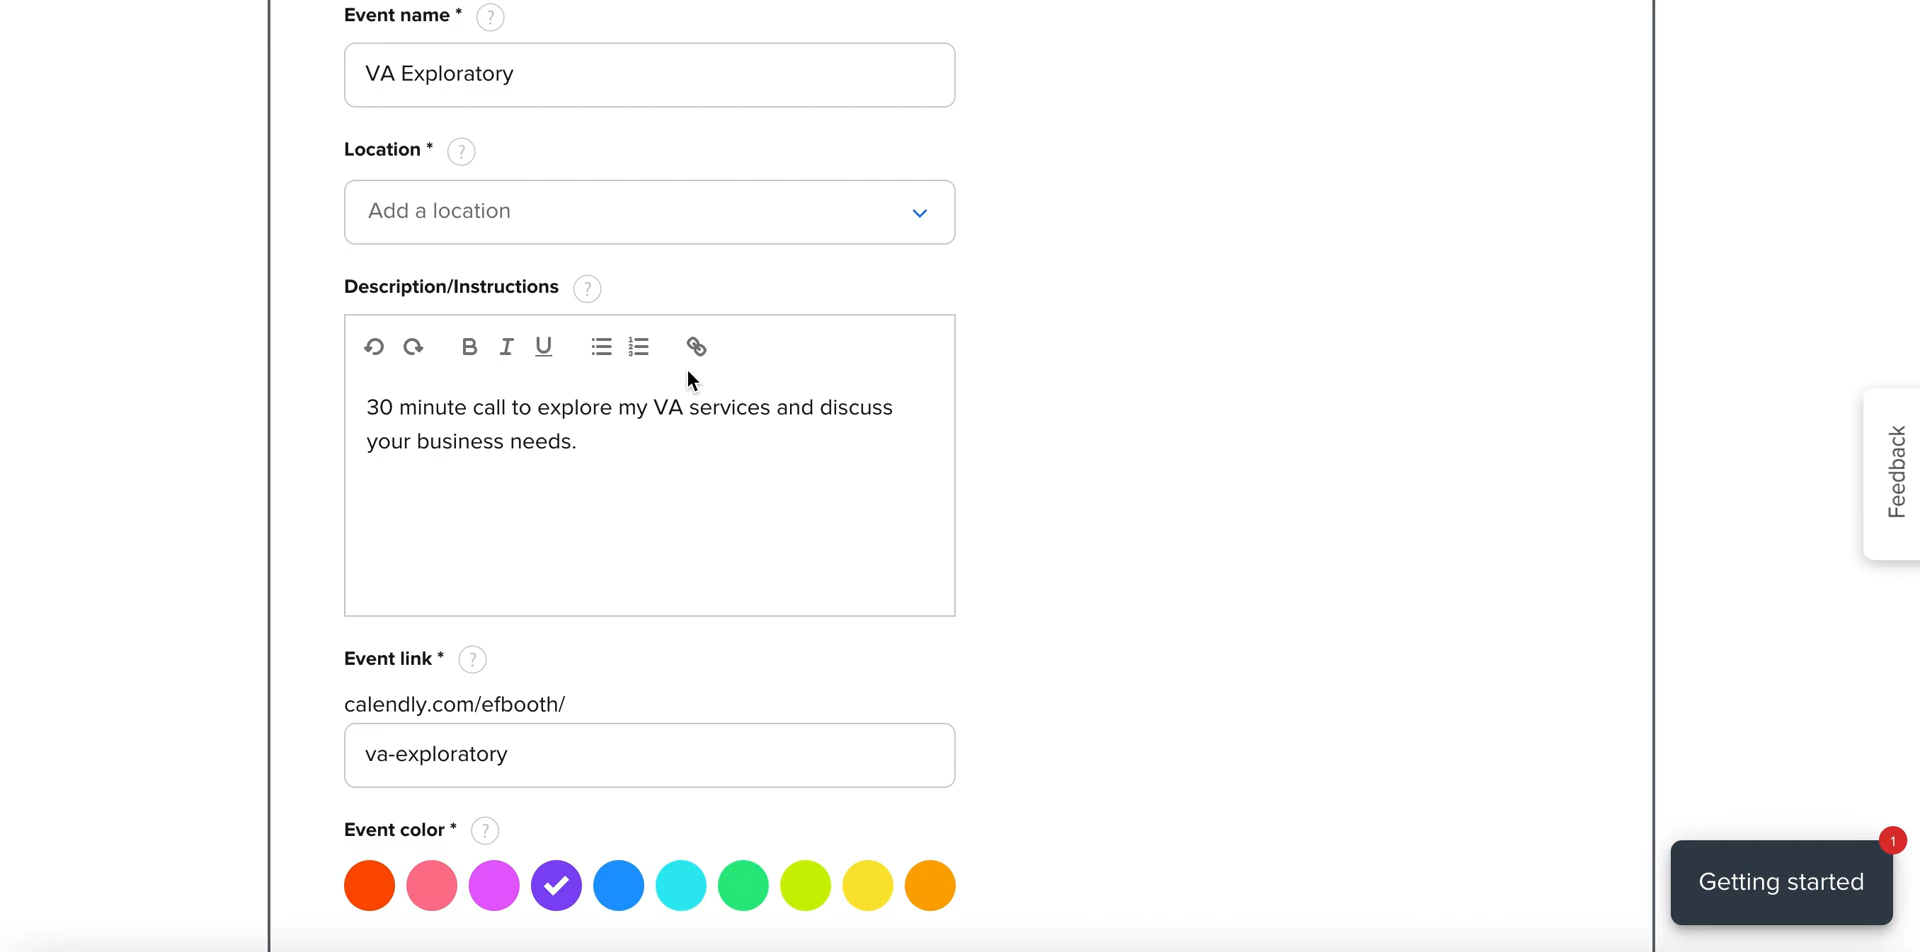 Event name * ?
VA Exploratory
Location * ?
Add a location
Description/Instructions ?
B I U
30 minute call to explore my VA services and discuss
your business needs.
Event link * ?
calendly.com/efbooth/
va-exploratory
Event color * ?
Feedback
1
Getting started